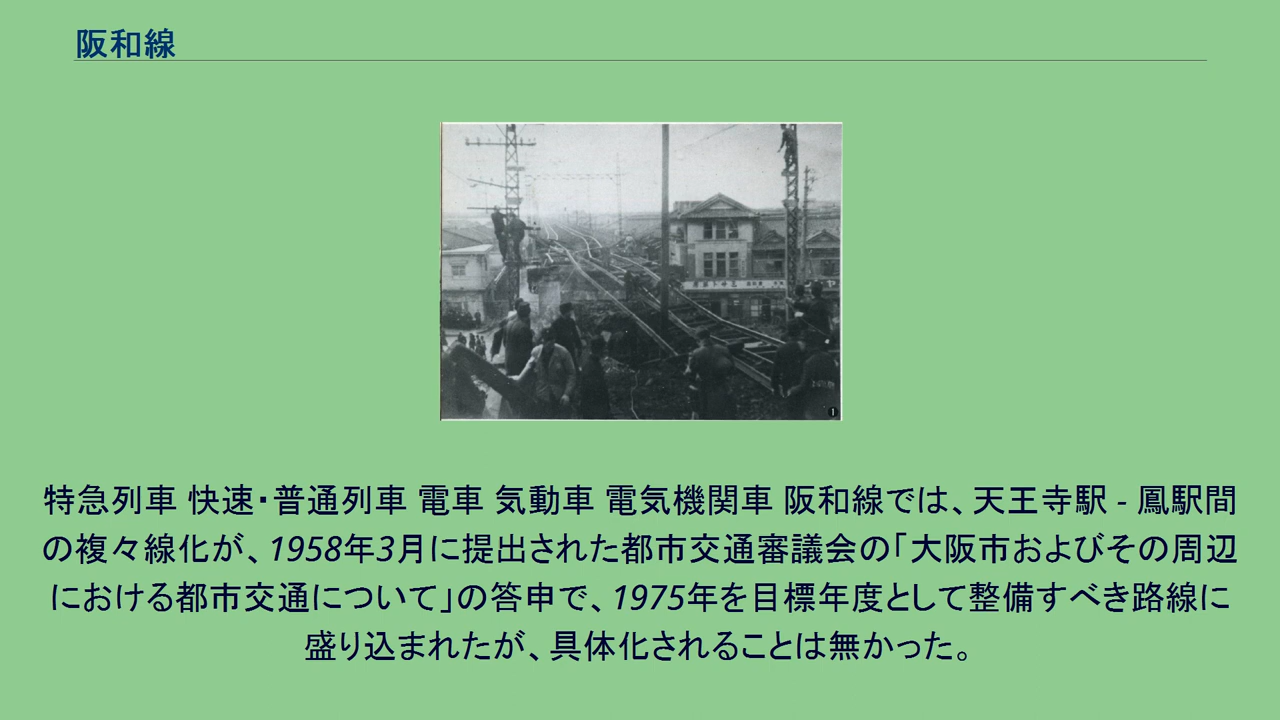 阪和線
特急列車 快速・普通列車 電車 気動車 電気機関車 阪和線では、天王寺駅 - 鳳駅間
の複々線化が、1958年3月に提出された都市交通審議会の「大阪市およびその周辺
における都市交通について」の答申で、1975年を目標年度として整備すべき路線に
盛り込まれたが、具体化されることは無かった。